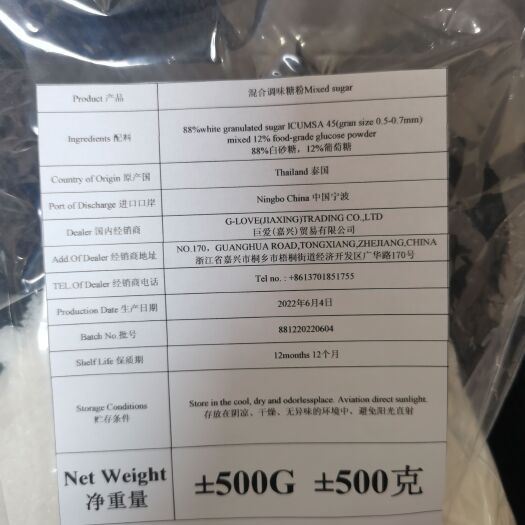 Product 产品 混合调味糖粉Mixed sugar
Ingredients 配料
88%white granulated sugar ICUMSA 45(gran size 0.5-0.7mm)
mixed 12% food-grade glucose powder
88%白砂糖，12%葡萄糖
Country of Origin 原产国 Thailand 泰国
Port of Discharge 进口口岸 Ningbo China 中国宁波
Dealer 国内经销商
G-LOVE(JIAXING)TRADING CO.,LTD
巨爱(嘉兴)贸易有限公司
Add.Of Dealer 经销商地址
NO.170，GUANGHUA ROAD,TONGXIANG,ZHEJIANG,CHINA
浙江省嘉兴市桐乡市梧桐街道经济开发区广华路170号
TEL.Of Dealer 经销商电话 Tel no.：+8613701851755
Production Date 生产日期 2022年6月4日
Batch No.批号 881220220604
Shelf Life 保质期 12months 12个月
Storage Conditions
贮存条件
Store in the cool, dry and odorlessplace. Aviation direct sunlight.
存放在阴凉、干燥、无异味的环境中、避免阳光直射
Net Weight
净重量
±500G ±500克